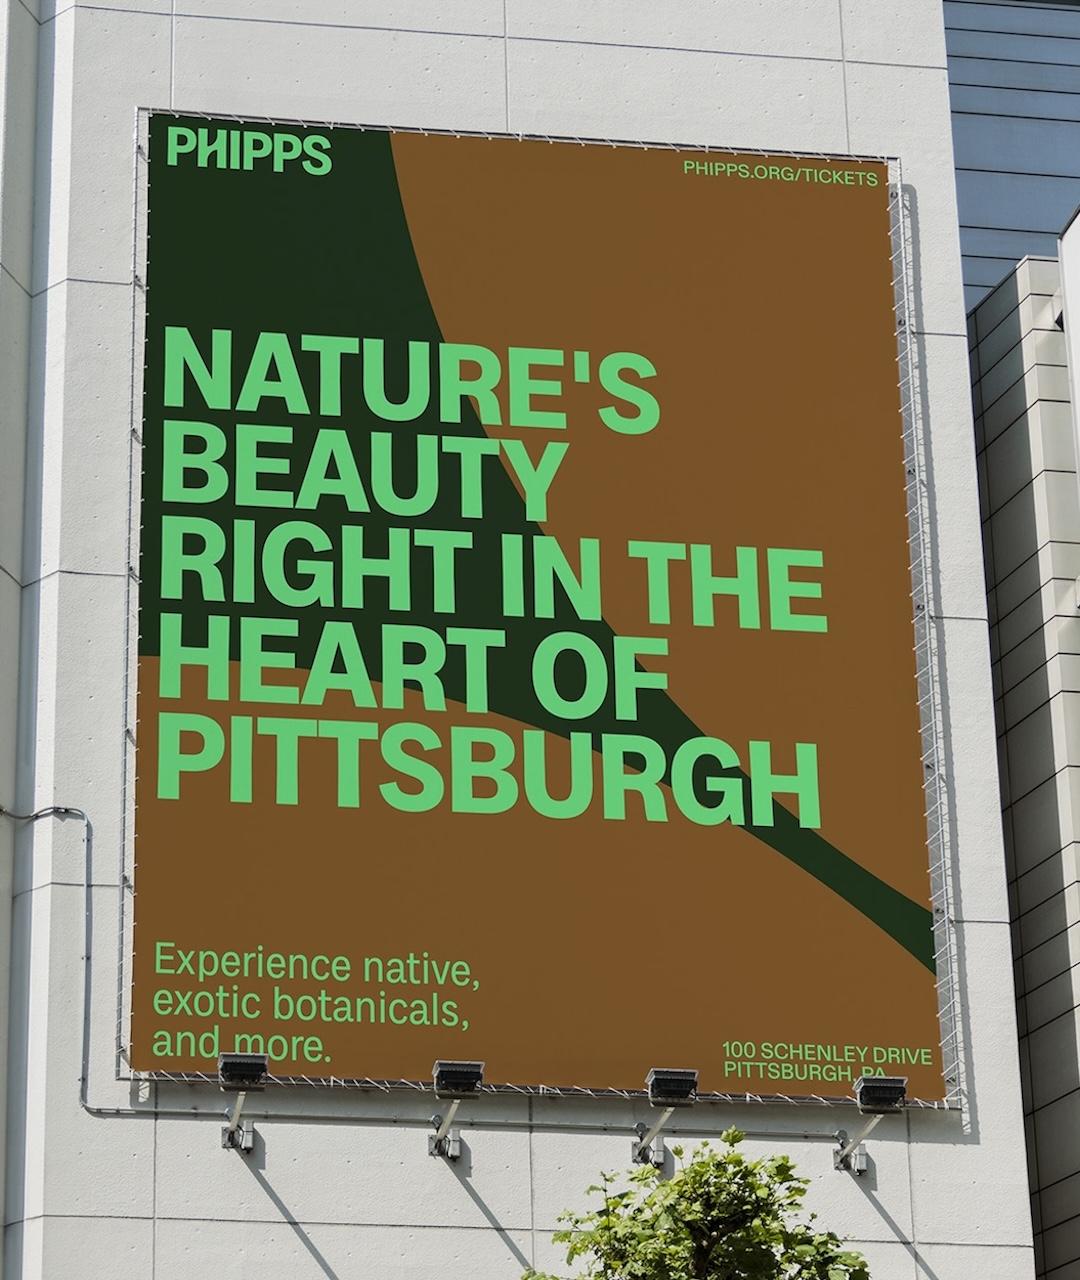 PHIPPS
PHIPPS.ORG/TICKETS
NATURE'S
BEAUTY
RIGHT IN THE
HEART OF
PITTSBURGH
Experience native,
exotic botanicals,
and more.
100 SCHENLEY DRIVE
PITTSBURGH, PA